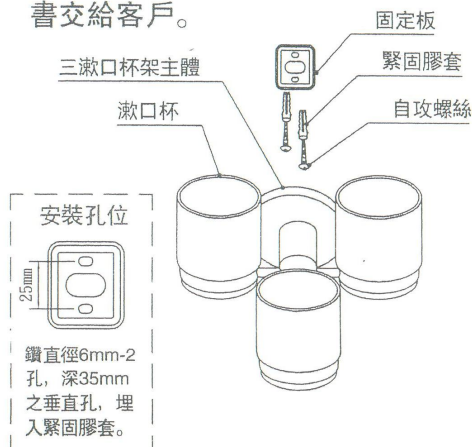 書交給客戶。
固定板
三漱口杯架主體
緊固膠套
漱口杯
自攻螺絲
安裝孔位
25mm
鑽直徑6mm-2
孔，深35mm
之垂直孔，埋
入緊固膠套。